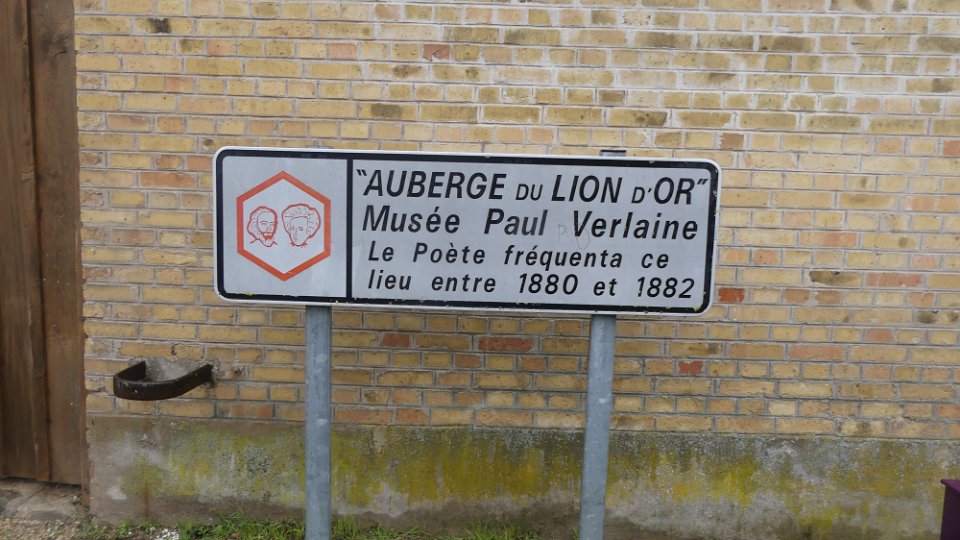 "AUBERGE DU LION D'OR"
Musée Paul Verlaine
Le Poète fréquenta ce
lieu entre 1880 et 1882